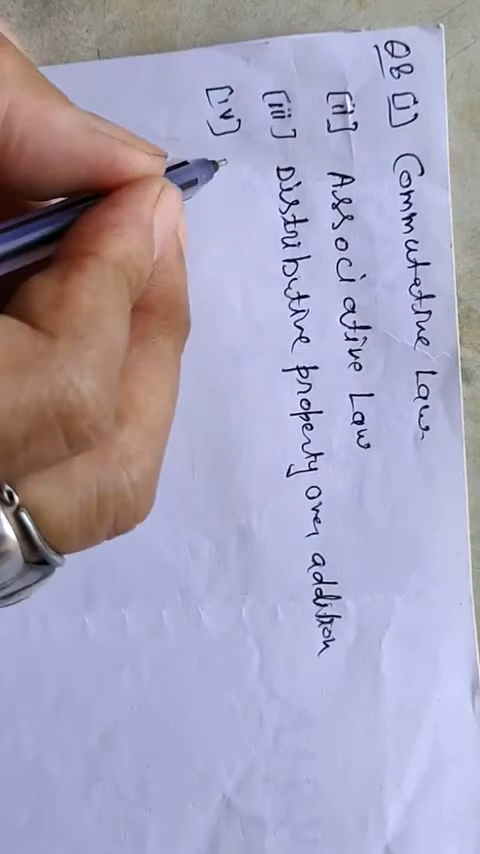 Q8 [i] Commutative Law.
[ii] Associative Law
[iii] Distributive property over addition
[iv]